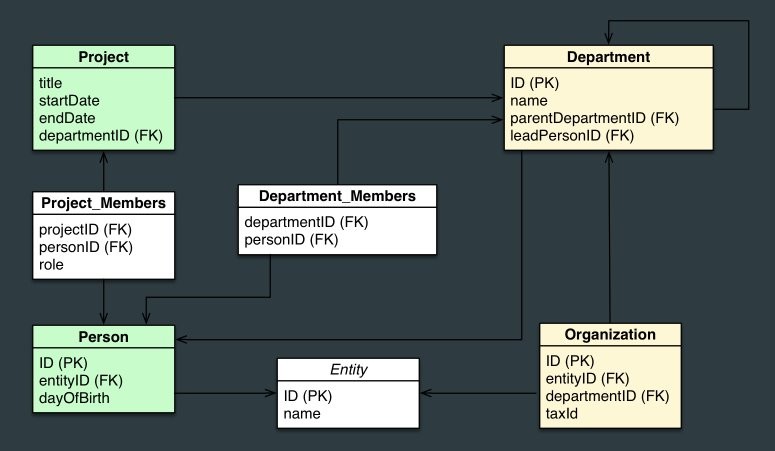 Project
title
startDate
endDate
departmentID (FK)
Department
ID (PK)
name
parentDepartmentID (FK)
leadPersonID (FK)
Project_Members
projectID (FK)
personID (FK)
role
Department_Members
departmentID (FK)
personID (FK)
Person
ID (PK)
entityID (FK)
dayOfBirth
Entity
ID (PK)
name
Organization
ID (PK)
entityID (FK)
departmentID (FK)
taxId